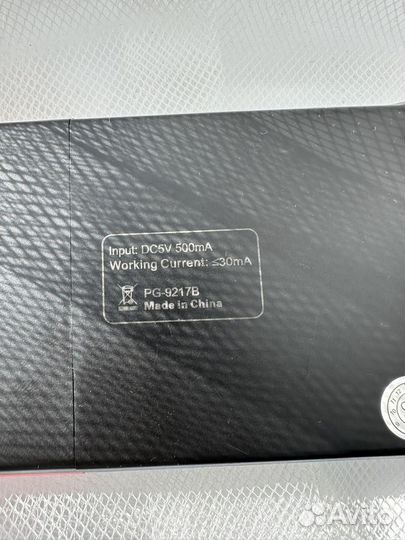 Input: DC5V 500mA
Working Current: ≤30mA
PG-9217B
Made in China
Avito